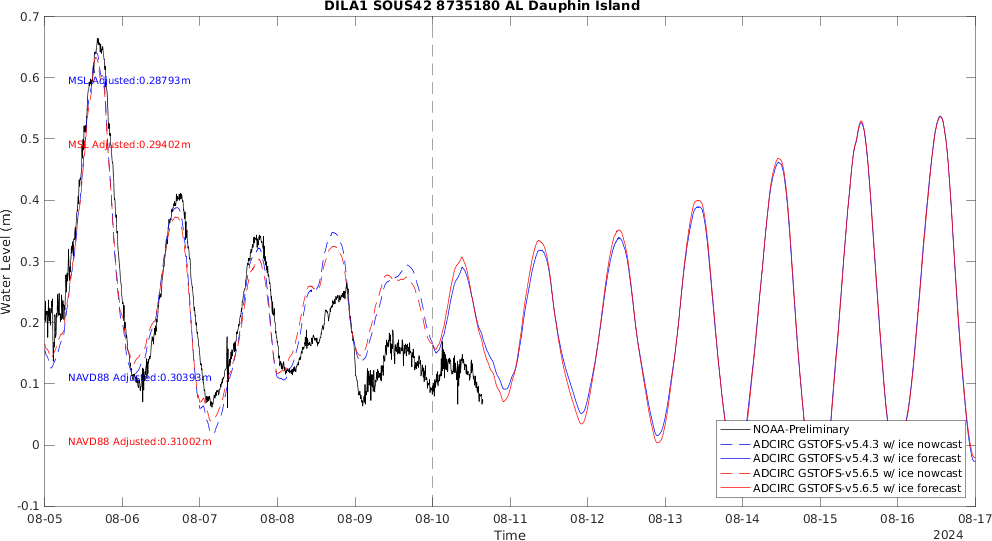 DILA1 SOUS42 8735180 AL Dauphin Island
Water Level (m)
0.7
0.6
0.5
0.4
0.3
0.2
0.1
0
-0.1
MSL Adjusted:0.28793m
MSL Adjusted:0.29402m
NAVD88 Adjusted:0.30393m
NAVD88 Adjusted:0.31002m
NOAA-Preliminary
ADCIRC GSTOFS-v5.4.3 w/ ice nowcast
ADCIRC GSTOFS-v5.4.3 w/ ice forecast
ADCIRC GSTOFS-v5.6.5 w/ ice nowcast
ADCIRC GSTOFS-v5.6.5 w/ ice forecast
08-05 08-06 08-07 08-08 08-09 08-10 08-11 08-12 08-13 08-14 08-15 08-16 08-17
Time
2024